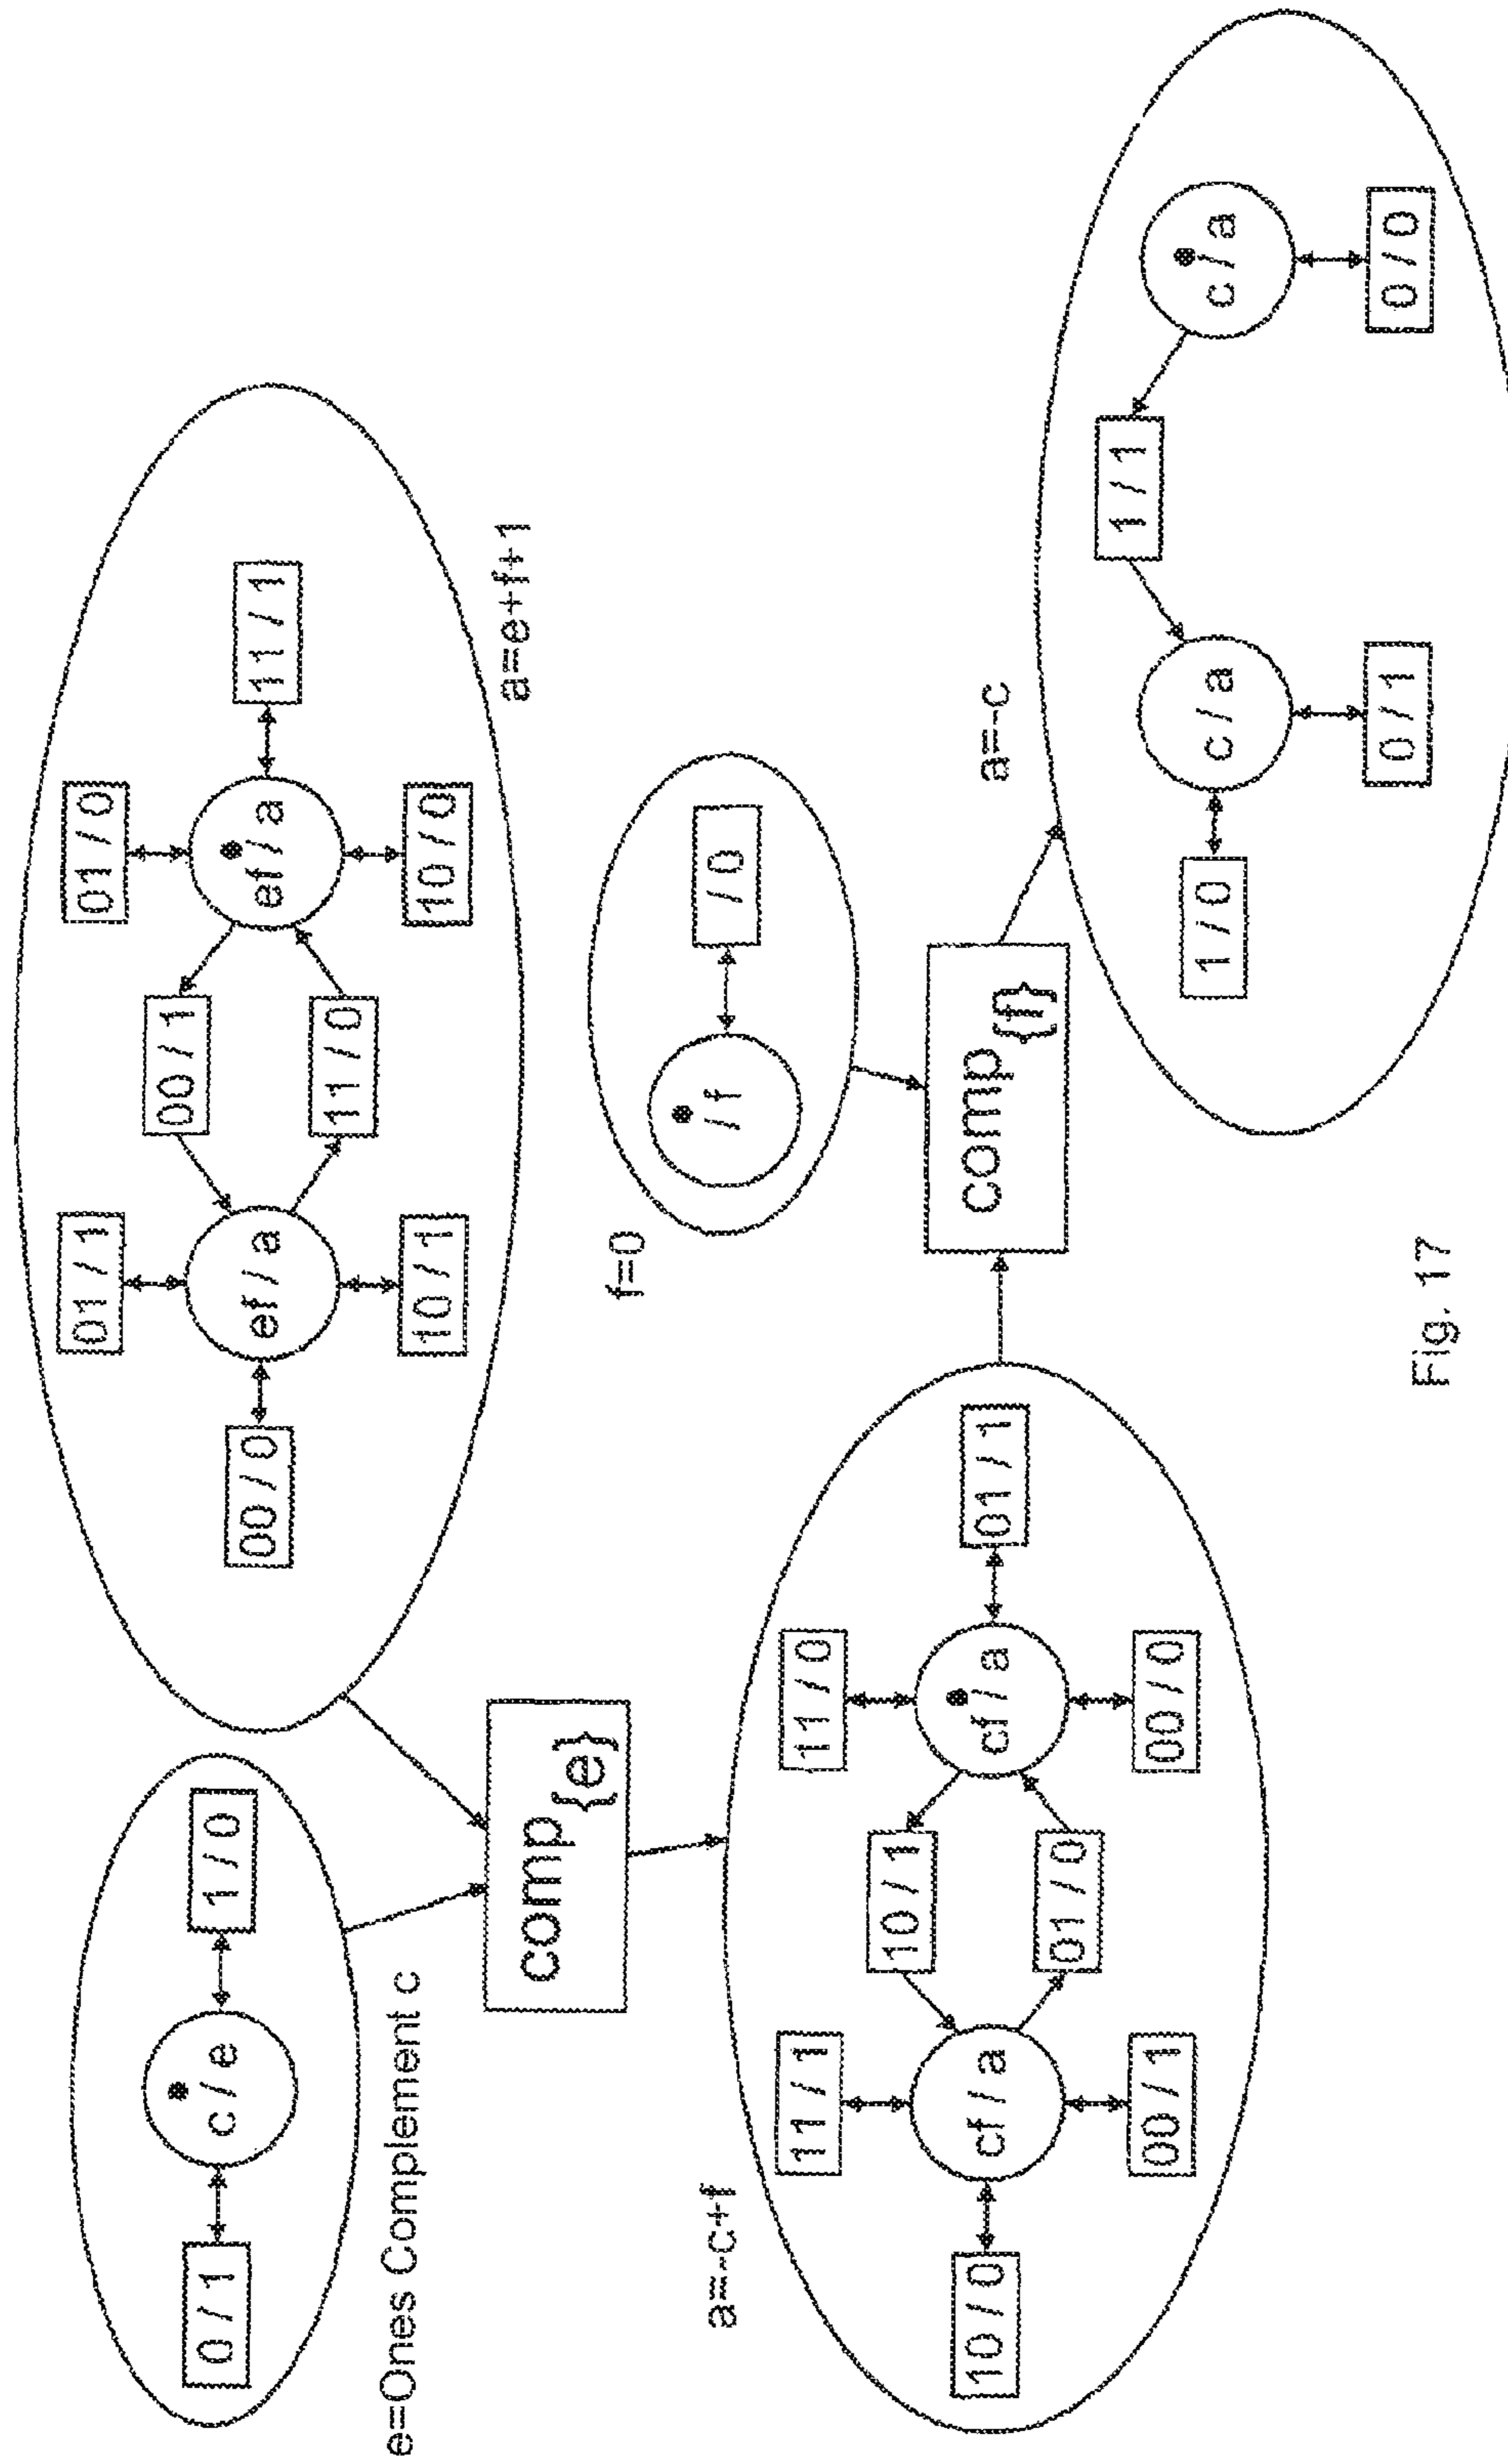 0 / 1
c / e
1 / 0
e=Ones Complement c
01 / 1
01 / 0
00 / 1
00 / 0
ef / a
ef / a
11 / 1
11 / 0
10 / 1
10 / 0
a=e+f+1
comp{e}
f=0
/ f
/ 0
a=-c+f
11 / 1
11 / 0
10 / 1
10 / 0
cf / a
cf / a
01 / 1
01 / 0
00 / 1
00 / 0
comp{f}
a=-c
1 / 1
1 / 0
c / a
c / a
0 / 1
0 / 0
Fig. 17